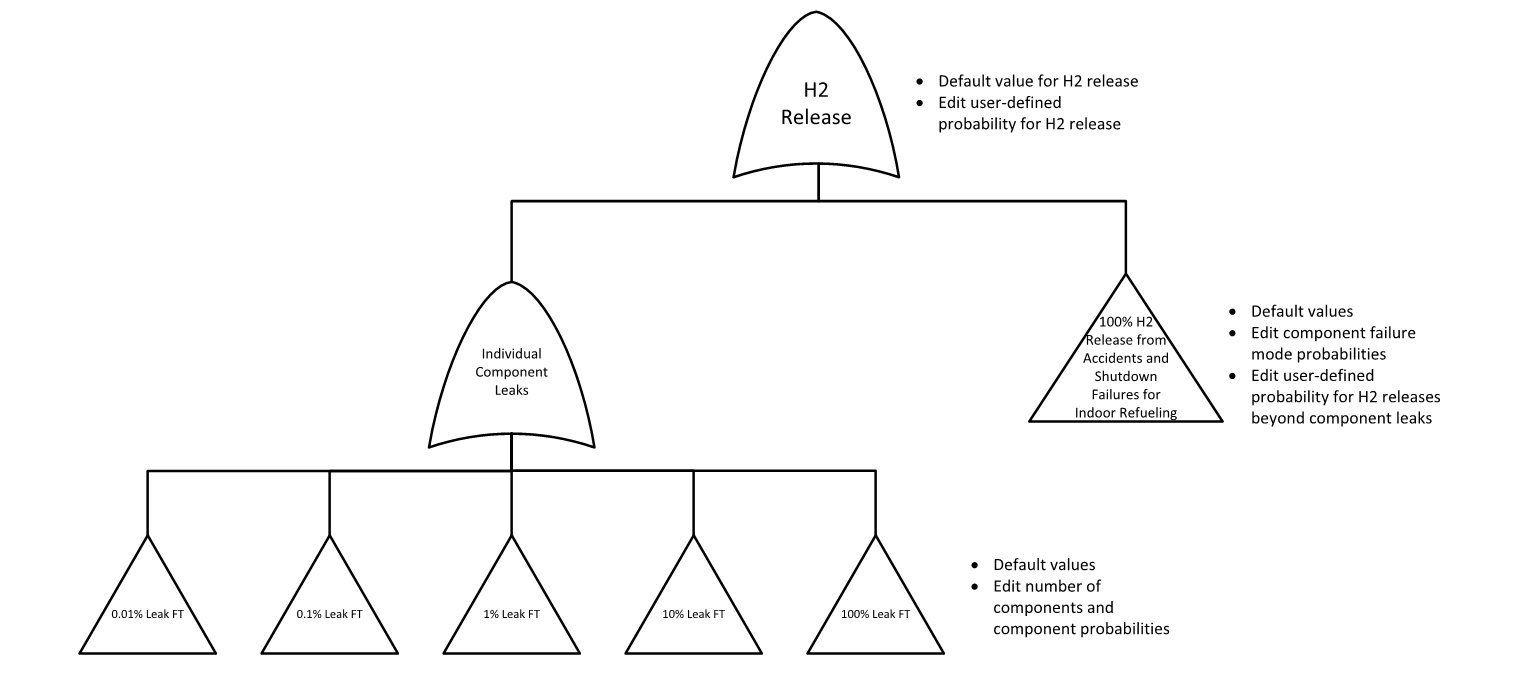 H2
Release
• Default value for H2 release
• Edit user-defined
probability for H2 release
Individual
Component
Leaks
100% H2
Release from
Accidents and
Shutdown
Failures for
Indoor Refueling
• Default values
• Edit component failure
mode probabilities
• Edit user-defined
probability for H2 releases
beyond component leaks
0.01% Leak FT
0.1% Leak FT
1% Leak FT
10% Leak FT
100% Leak FT
• Default values
• Edit number of
components and
component probabilities